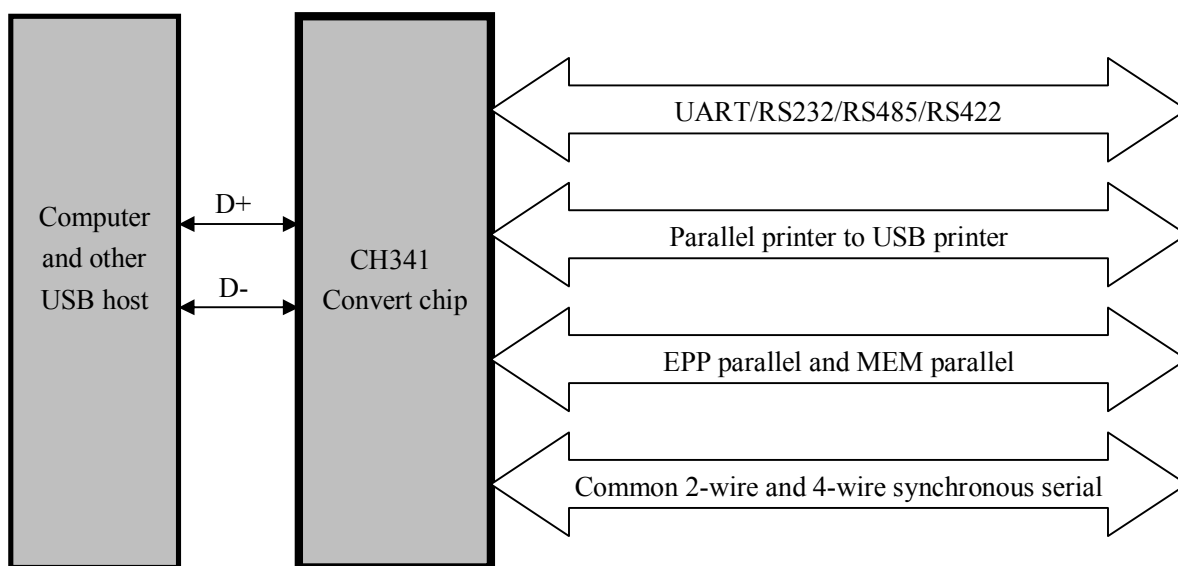 Computer
and other
USB host
D+
D-
CH341
Convert chip
UART/RS232/RS485/RS422
Parallel printer to USB printer
EPP parallel and MEM parallel
Common 2-wire and 4-wire synchronous serial